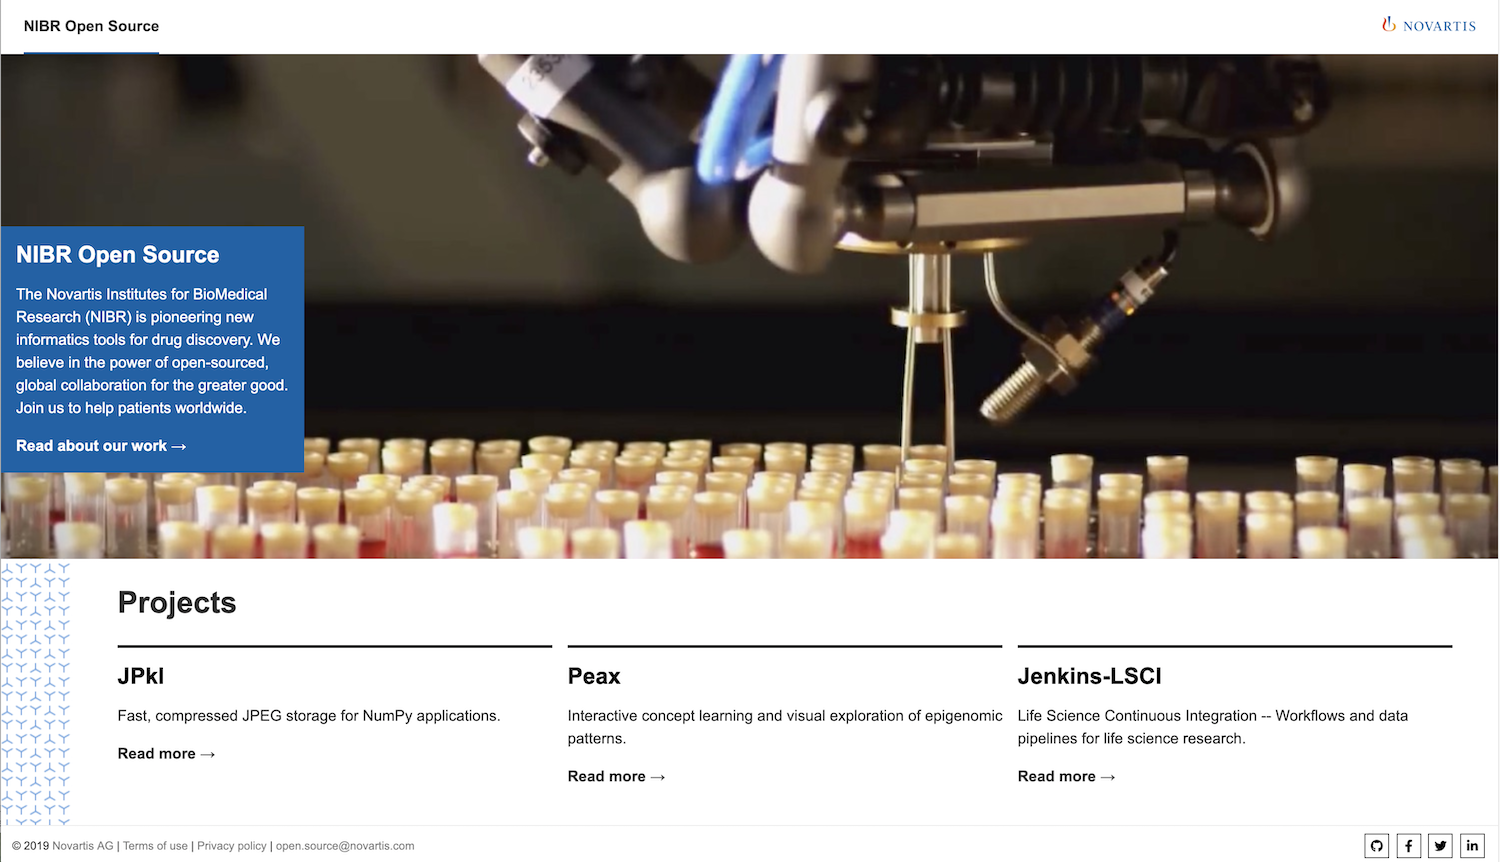 NIBR Open Source
NOVARTIS
NIBR Open Source
The Novartis Institutes for BioMedical
Research (NIBR) is pioneering new
informatics tools for drug discovery. We
believe in the power of open-sourced,
global collaboration for the greater good.
Join us to help patients worldwide.
Read about our work →
Projects
JPkl
Fast, compressed JPEG storage for NumPy applications.
Read more →
Peax
Interactive concept learning and visual exploration of epigenomic
patterns.
Read more →
Jenkins-LSCI
Life Science Continuous Integration -- Workflows and data
pipelines for life science research.
Read more →
© 2019 Novartis AG | Terms of use | Privacy policy | open.source@novartis.com